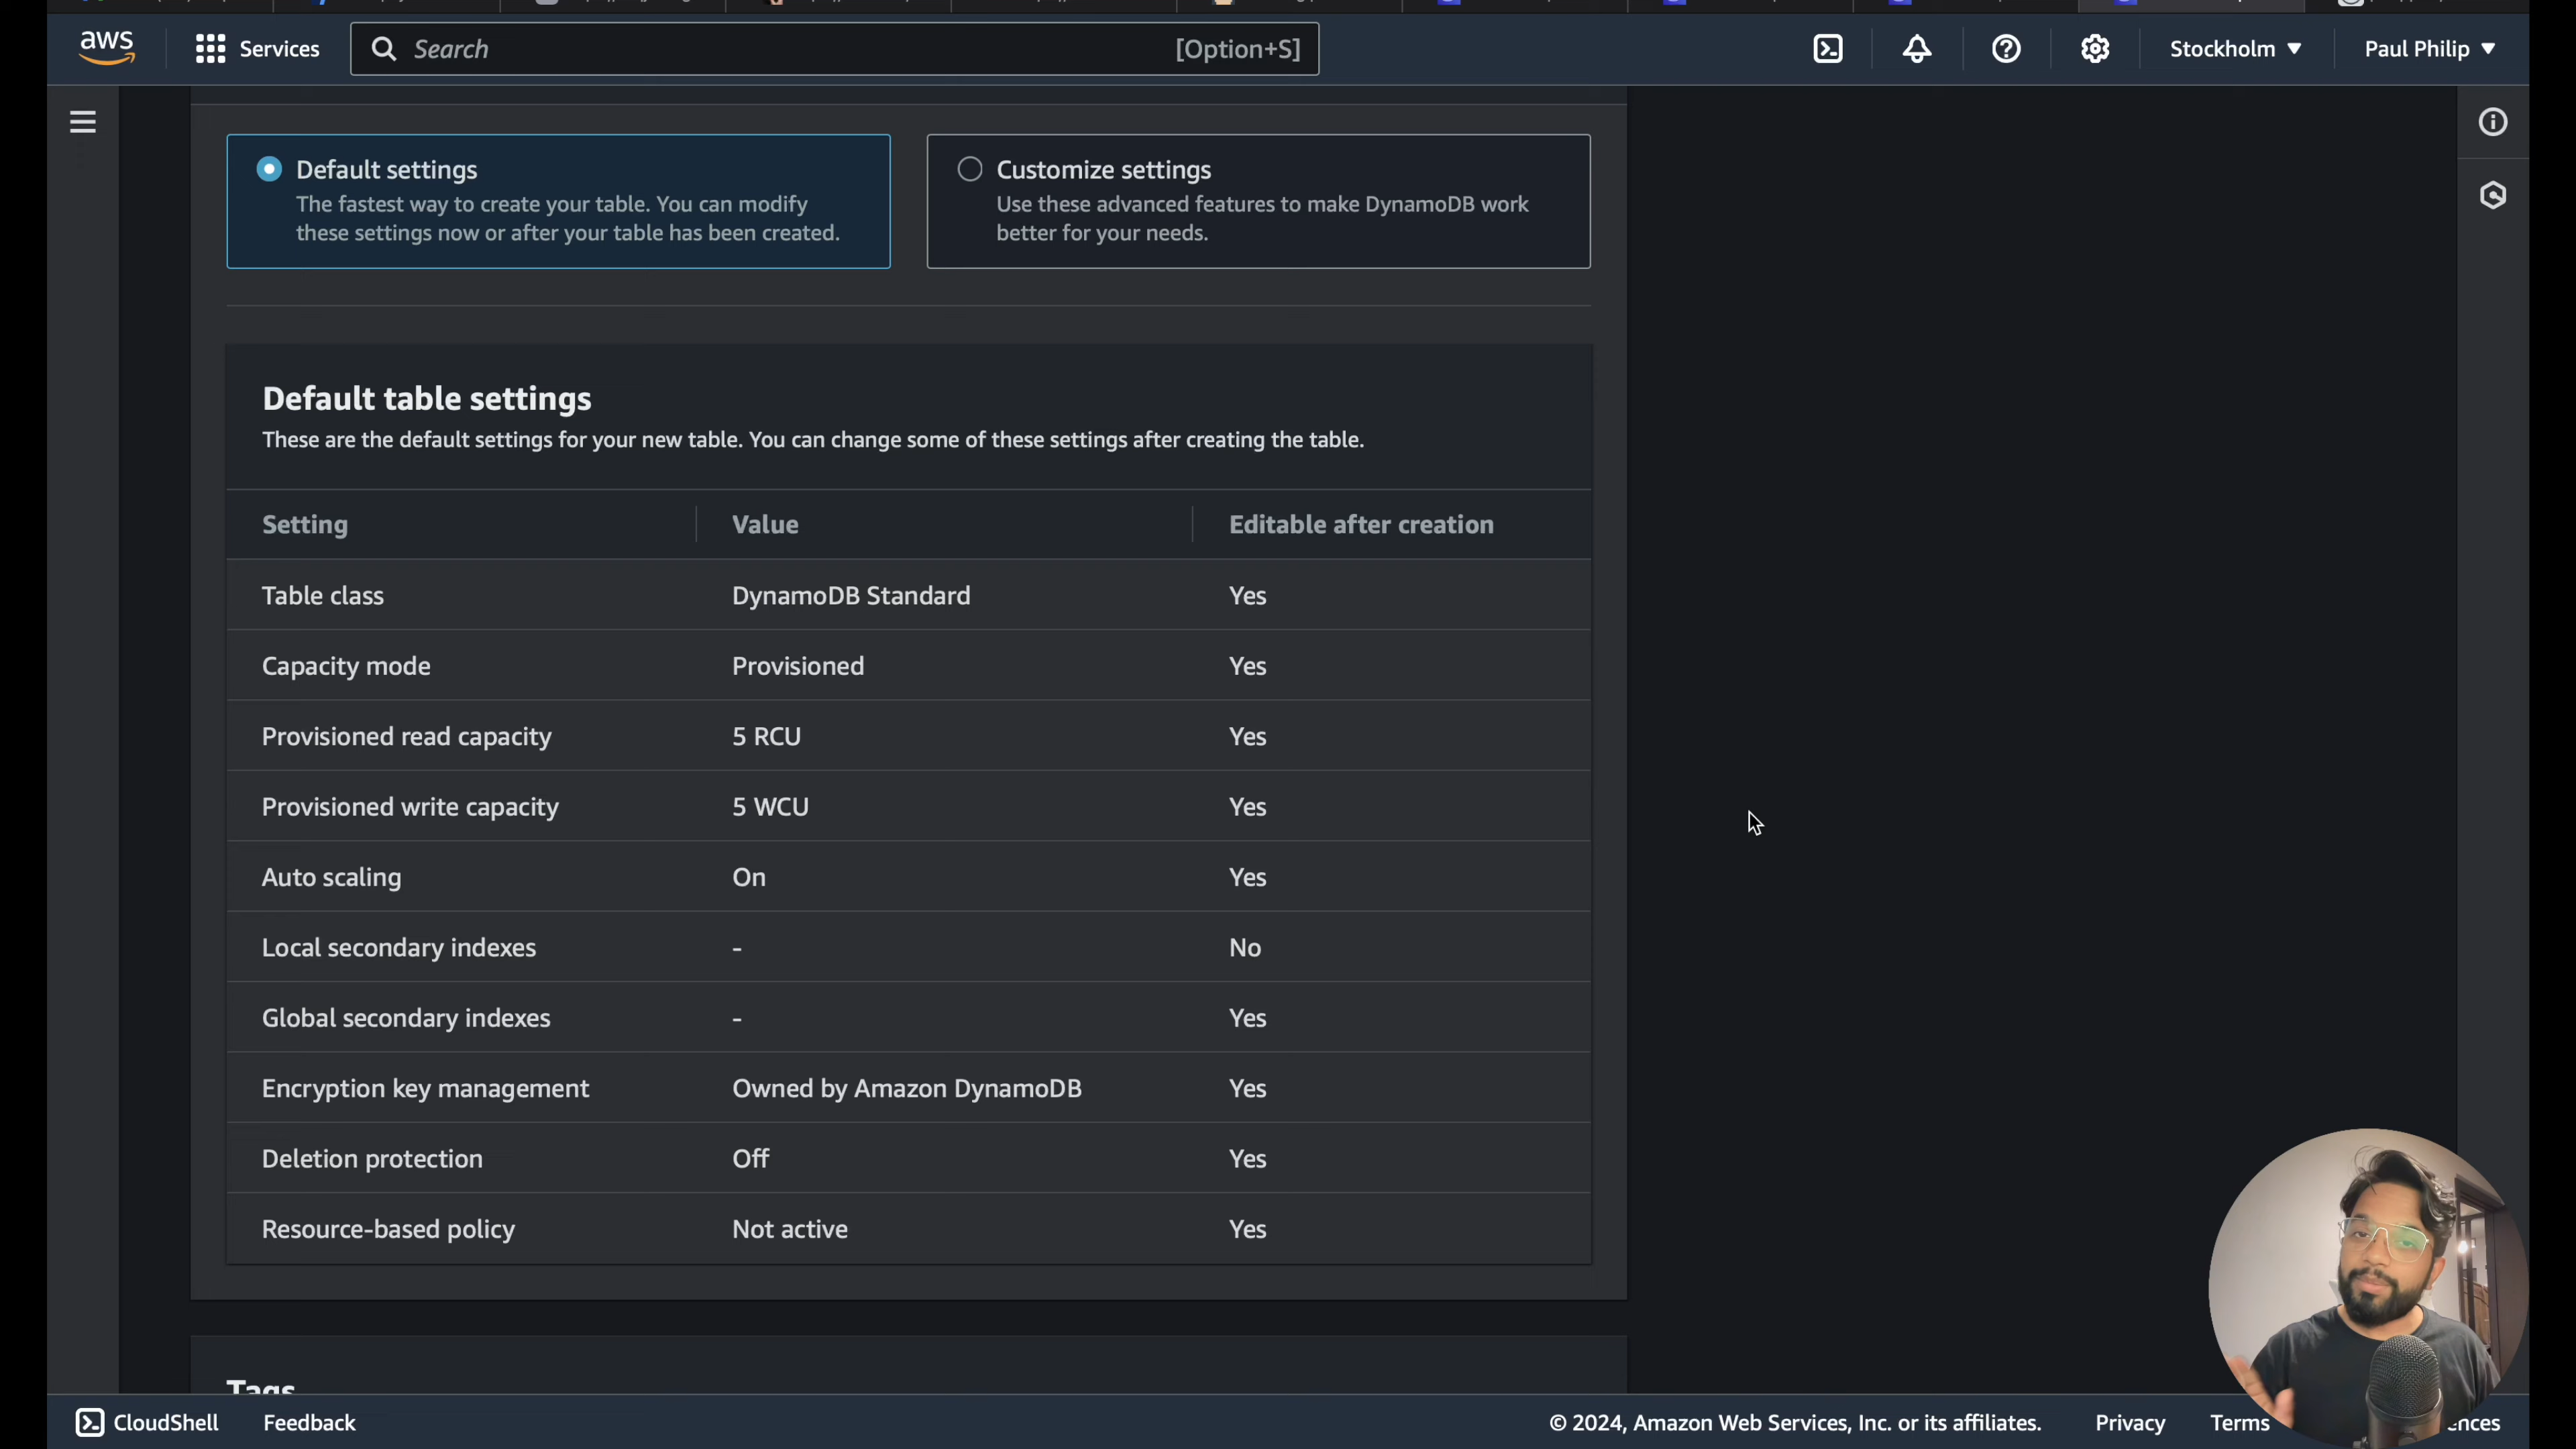 aws
Services
Search
[Option+S]
Stockholm
Paul Philip
Default settings
The fastest way to create your table. You can modify
these settings now or after your table has been created.
Customize settings
Use these advanced features to make DynamoDB work
better for your needs.
Default table settings
These are the default settings for your new table. You can change some of these settings after creating the table.
Setting Value Editable after creation
Table class DynamoDB Standard Yes
Capacity mode Provisioned Yes
Provisioned read capacity 5 RCU Yes
Provisioned write capacity 5 WCU Yes
Auto scaling On Yes
Local secondary indexes - No
Global secondary indexes - Yes
Encryption key management Owned by Amazon DynamoDB Yes
Deletion protection Off Yes
Resource-based policy Not active Yes
Tags
CloudShell
Feedback
© 2024, Amazon Web Services, Inc. or its affiliates.
Privacy
Terms